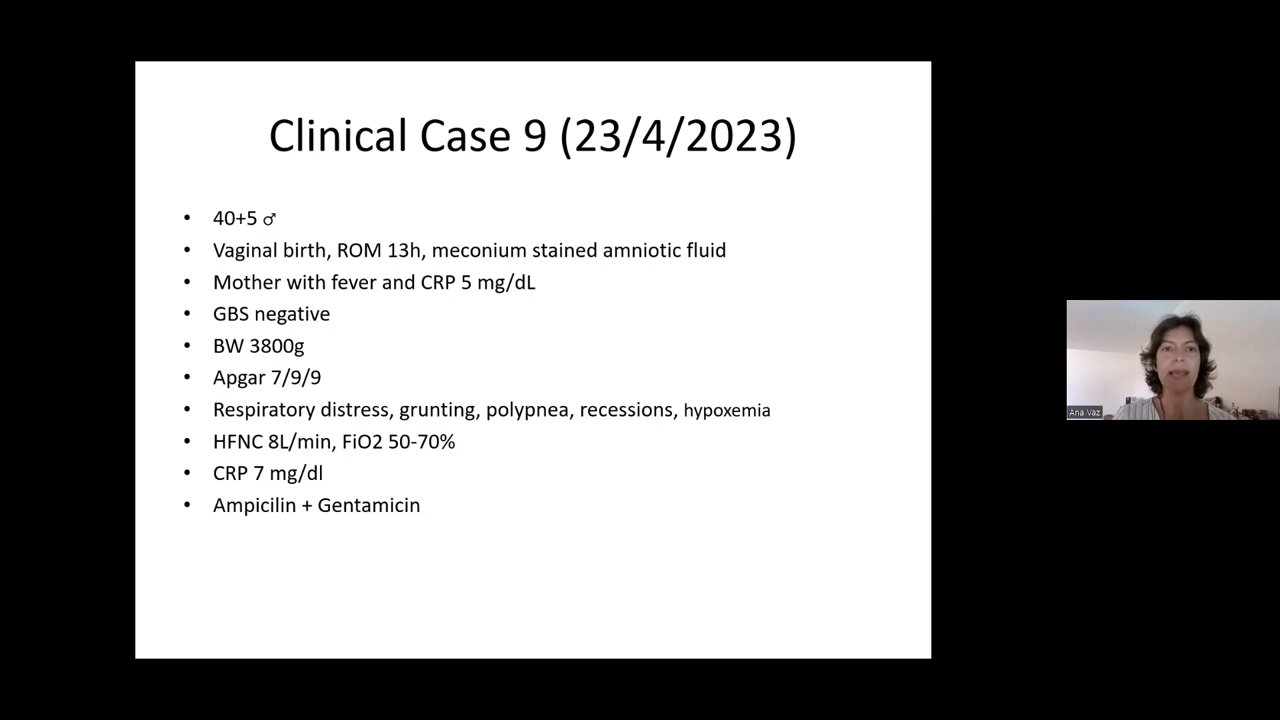 Clinical Case 9 (23/4/2023)
• 40+5 ♂
• Vaginal birth, ROM 13h, meconium stained amniotic fluid
• Mother with fever and CRP 5 mg/dL
• GBS negative
• BW 3800g
• Apgar 7/9/9
• Respiratory distress, grunting, polypnea, recessions, hypoxemia
• HFNC 8L/min, FiO2 50-70%
• CRP 7 mg/dl
• Ampicilin + Gentamicin
Ana Vaz